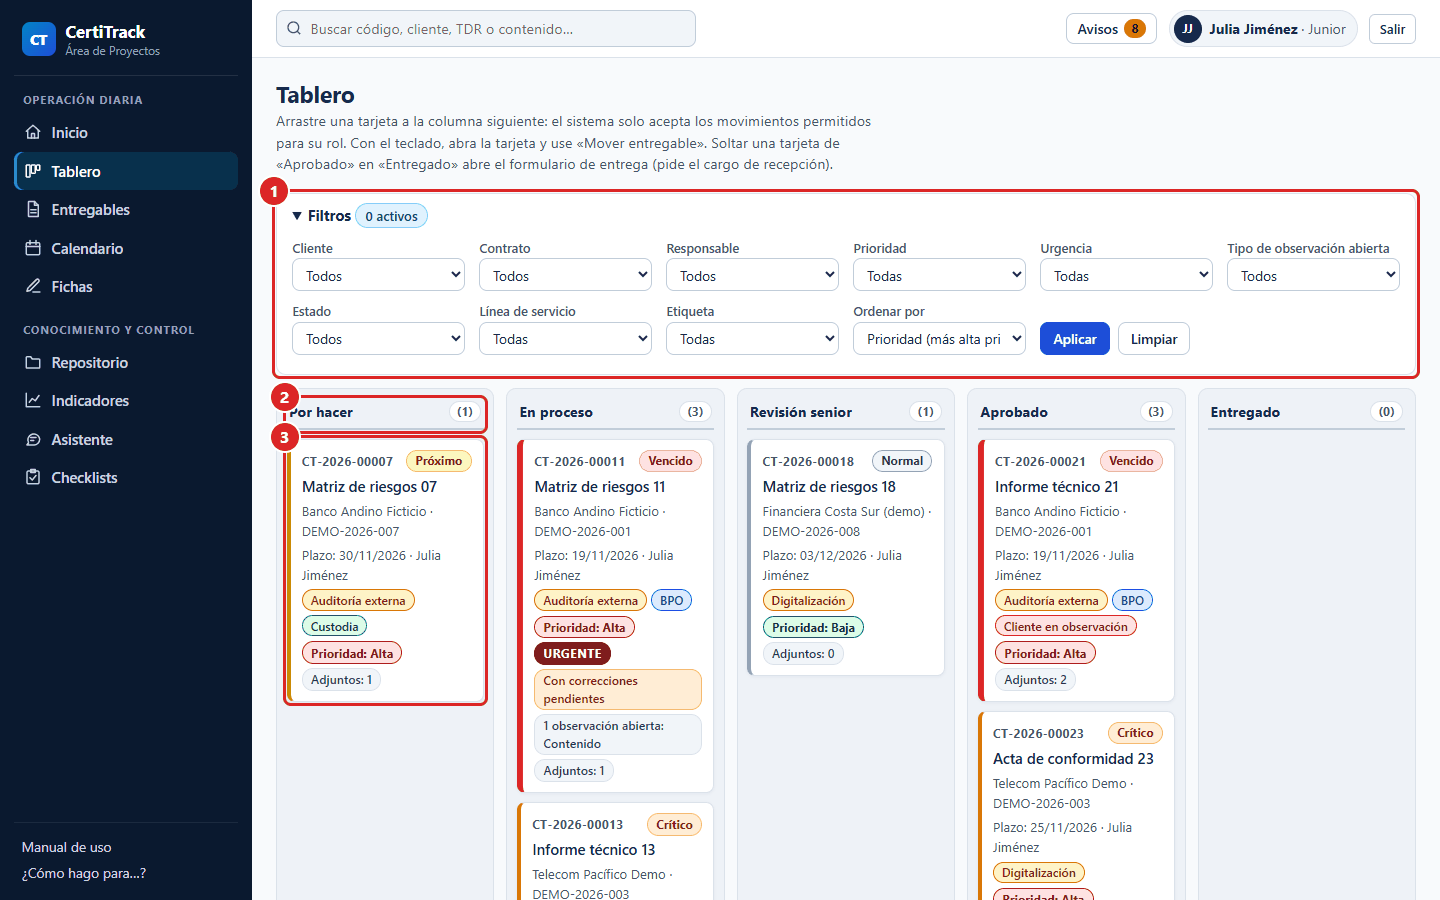 CT
CertiTrack
Área de Proyectos
OPERACIÓN DIARIA
Inicio
Tablero
Entregables
Calendario
Fichas
CONOCIMIENTO Y CONTROL
Repositorio
Indicadores
Asistente
Checklists
Manual de uso
¿Cómo hago para...?
Buscar código, cliente, TDR o contenido...
Avisos 8
JJ Julia Jiménez · Junior
Salir
Tablero
Arrastre una tarjeta a la columna siguiente: el sistema solo acepta los movimientos permitidos
para su rol. Con el teclado, abra la tarjeta y use «Mover entregable». Soltar una tarjeta de
«Aprobado» en «Entregado» abre el formulario de entrega (pide el cargo de recepción).
1
▼ Filtros 0 activos
Cliente Contrato Responsable Prioridad Urgencia Tipo de observación abierta
Todos Todos Todos Todas Todas Todos
Estado Línea de servicio Etiqueta Ordenar por
Todos Todas Todas Prioridad (más alta pri Aplicar Limpiar
2
Por hacer (1)
3
CT-2026-00007 Próximo
Matriz de riesgos 07
Banco Andino Ficticio ·
DEMO-2026-007
Plazo: 30/11/2026 · Julia
Jiménez
Auditoría externa
Custodia
Prioridad: Alta
Adjuntos: 1
En proceso (3)
CT-2026-00011 Vencido
Matriz de riesgos 11
Banco Andino Ficticio ·
DEMO-2026-001
Plazo: 19/11/2026 · Julia
Jiménez
Auditoría externa BPO
Prioridad: Alta
URGENTE
Con correcciones
pendientes
1 observación abierta:
Contenido
Adjuntos: 1
CT-2026-00013 Crítico
Informe técnico 13
Telecom Pacífico Demo ·
DEMO-2026-003
Revisión senior (1)
CT-2026-00018 Normal
Matriz de riesgos 18
Financiera Costa Sur (demo) ·
DEMO-2026-008
Plazo: 03/12/2026 · Julia
Jiménez
Digitalización
Prioridad: Baja
Adjuntos: 0
Aprobado (3)
CT-2026-00021 Vencido
Informe técnico 21
Banco Andino Ficticio ·
DEMO-2026-001
Plazo: 19/11/2026 · Julia
Jiménez
Auditoría externa BPO
Cliente en observación
Prioridad: Alta
Adjuntos: 2
CT-2026-00023 Crítico
Acta de conformidad 23
Telecom Pacífico Demo ·
DEMO-2026-003
Plazo: 25/11/2026 · Julia
Jiménez
Digitalización
Prioridad: Alta
Entregado (0)